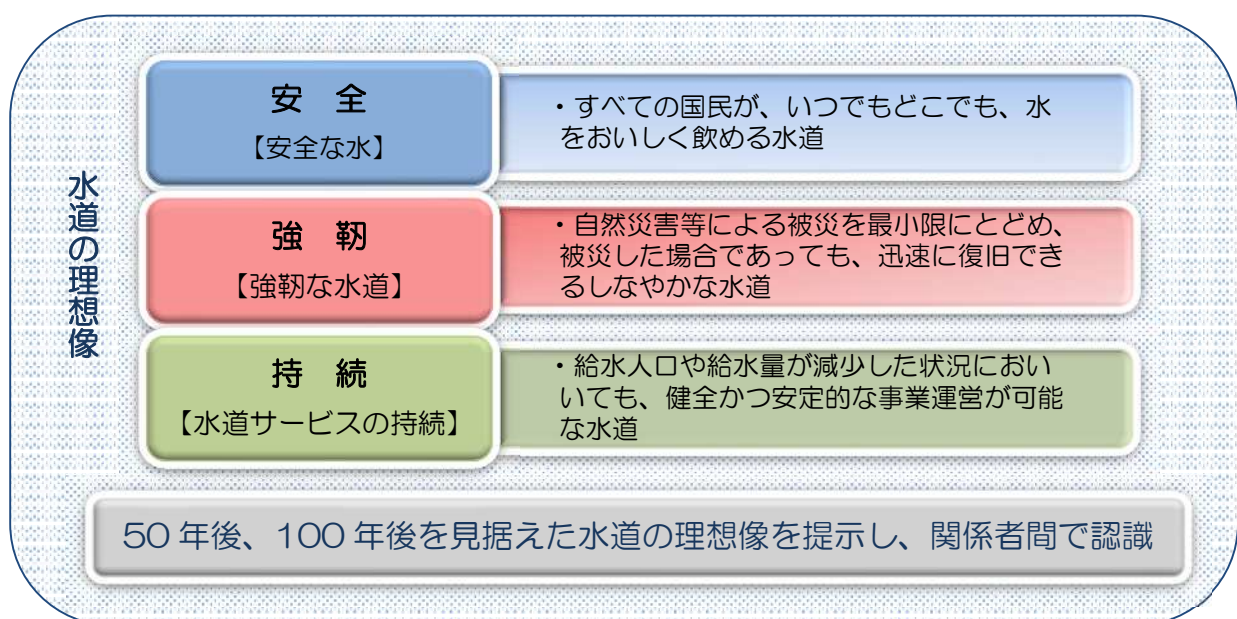 水道の理想像
安 全
【安全な水】
・すべての国民が、いつでもどこでも、水
をおいしく飲める水道
強 靭
【強靭な水道】
・自然災害等による被災を最小限にとどめ、
被災した場合であっても、迅速に復旧でき
るしなやかな水道
持 続
【水道サービスの持続】
・給水人口や給水量が減少した状況におい
いても、健全かつ安定的な事業運営が可能
な水道
50 年後、100 年後を見据えた水道の理想像を提示し、関係者間で認識